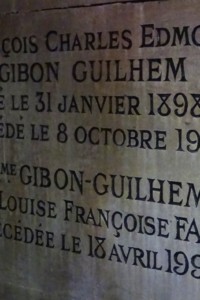 ÇOIS CHARLES EDMO
GIBON GUILHEM
É LE 31 JANVIER 1898
ÉDÉ LE 8 OCTOBRE 19
ME GIBON-GUILHEM
LOUISE FRANÇOISE FA
ÉCÉDÉE LE 18 AVRIL 199